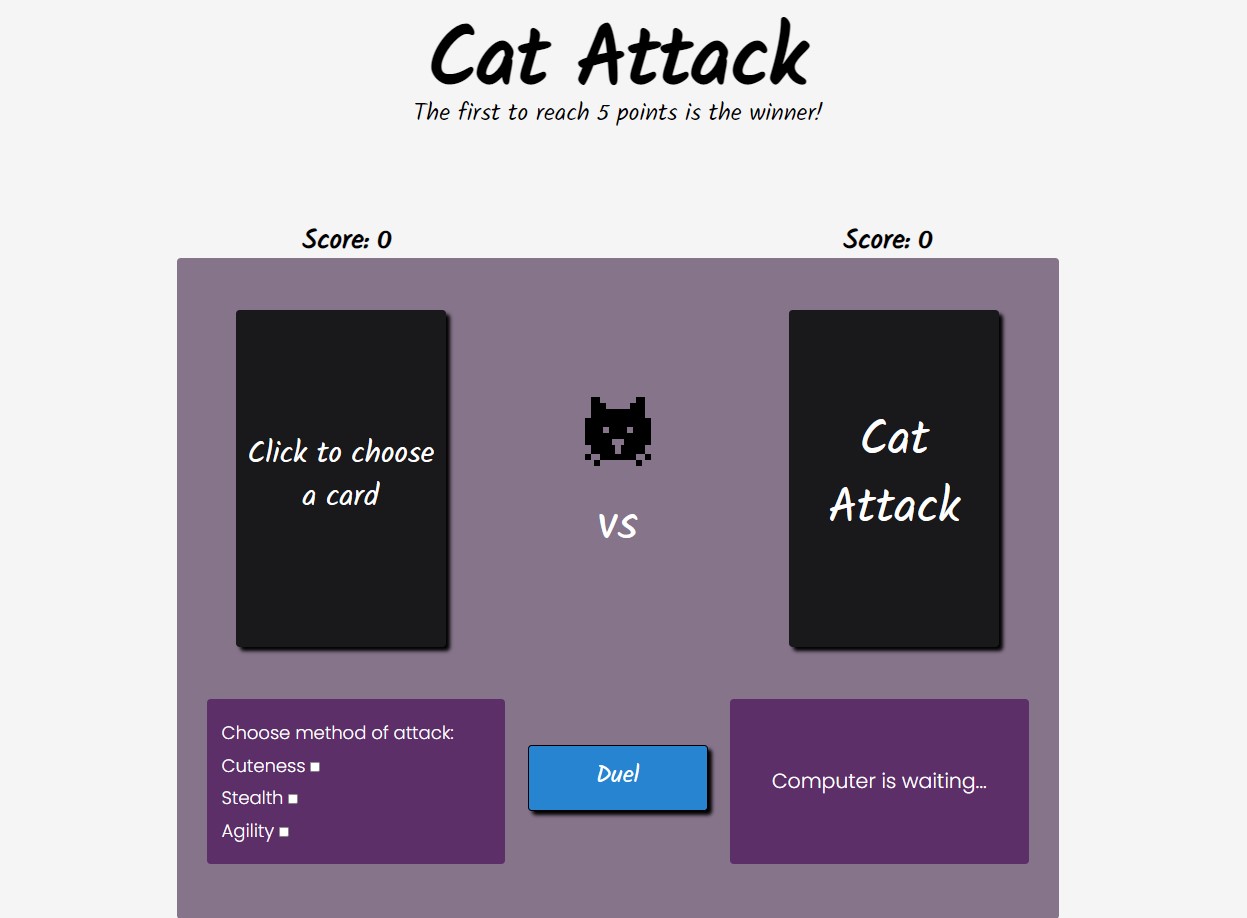 Cat Attack
The first to reach 5 points is the winner!
Score: 0
Score: 0
Click to choose
a card
VS
Cat
Attack
Choose method of attack:
Cuteness
Stealth
Agility
Duel
Computer is waiting...